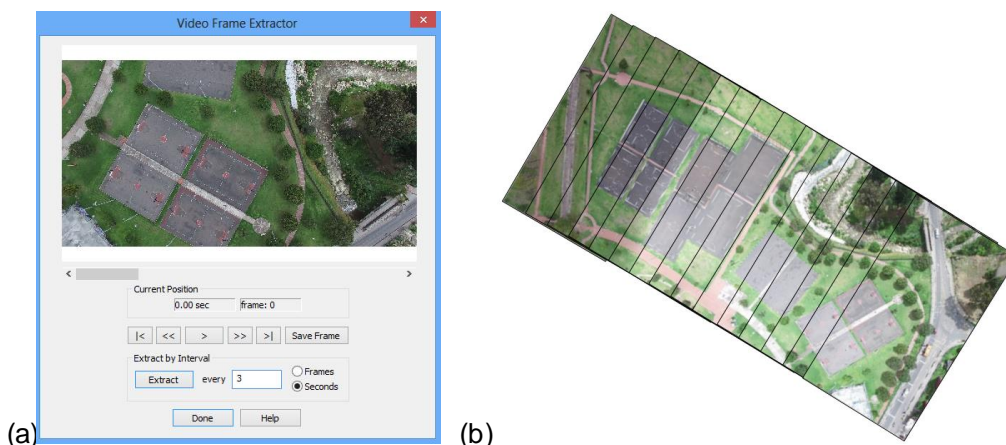 Video Frame Extractor
x
< >
Current Position
0.00 sec frame: 0
|< << > >> >| Save Frame
Extract by Interval
Extract every 3 Frames
Seconds
Done Help
(a) (b)